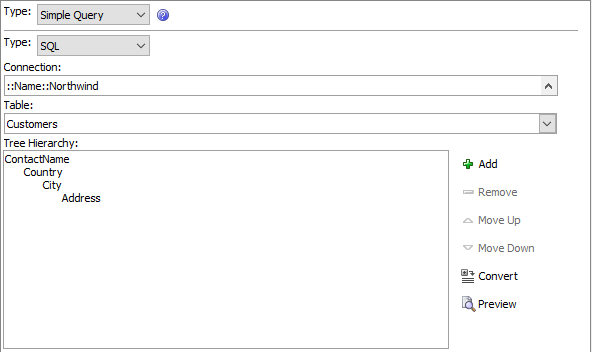 Type: Simple Query
Type: SQL
Connection:
::Name::Northwind
Table:
Customers
Tree Hierarchy:
ContactName
Country
City
Address
Add
Remove
Move Up
Move Down
Convert
Preview